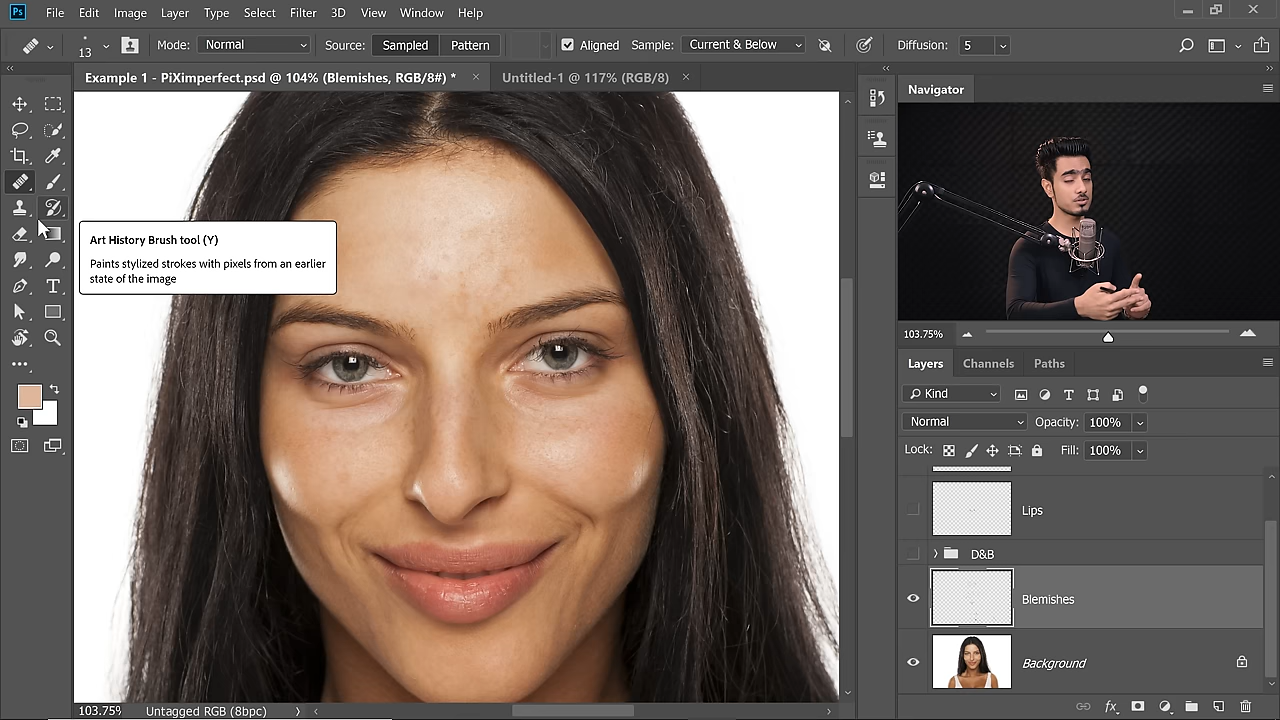 Ps File Edit Image Layer Type Select Filter 3D View Window Help
13 Mode: Normal Source: Sampled Pattern Aligned Sample: Current & Below Diffusion: 5
Example 1 - PiXimperfect.psd @ 104% (Blemishes, RGB/8#) * × Untitled-1 @ 117% (RGB/8) ×
Navigator
Art History Brush tool (Y)
Paints stylized strokes with pixels from an earlier
state of the image
T
103.75%
Layers Channels Paths
Kind T
Normal Opacity: 100%
Lock: Fill: 100%
Lips
D&B
Blemishes
Background
103.75% Untagged RGB (8bpc)
fx